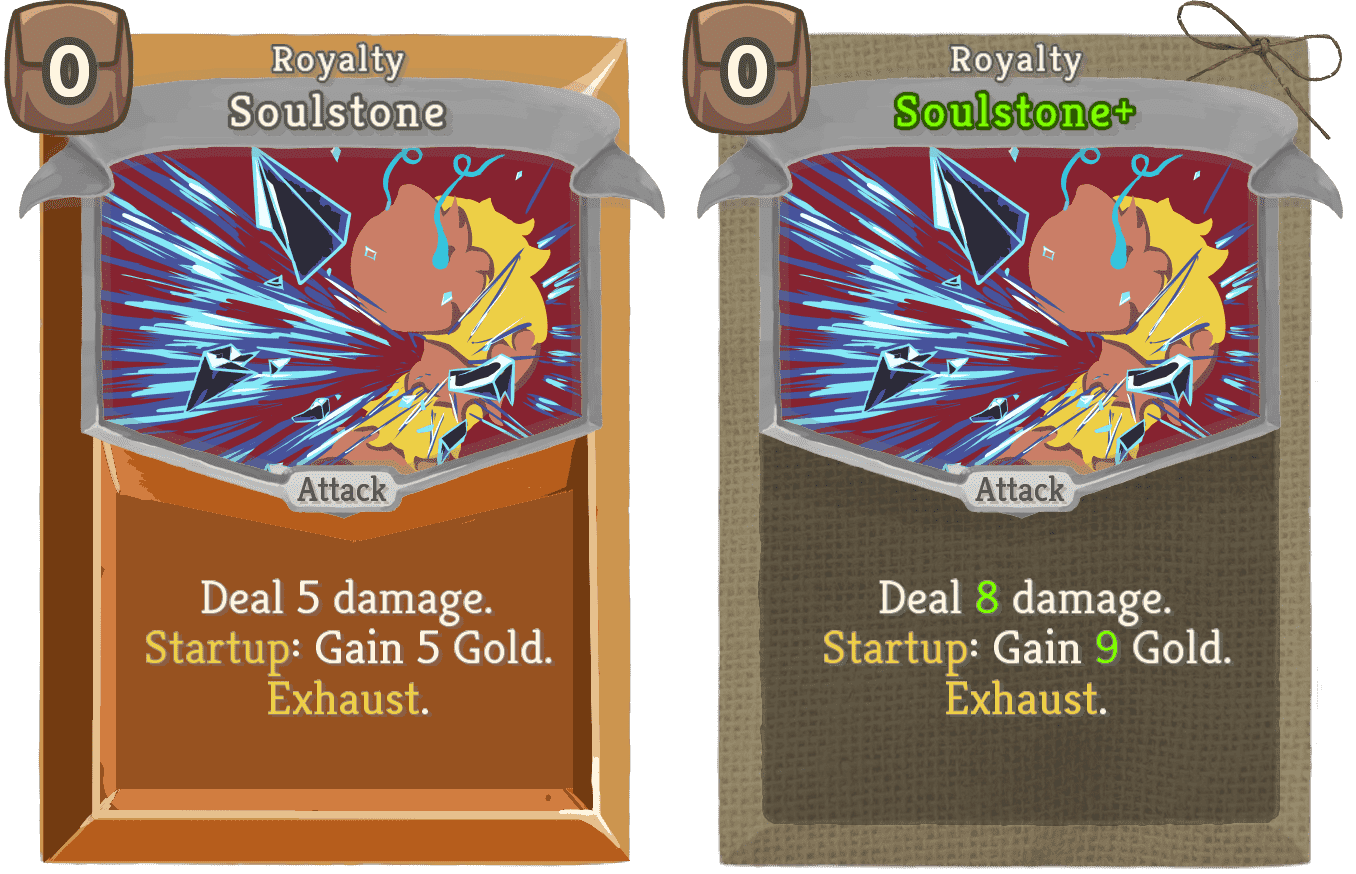 0
Royalty
Soulstone
Attack
Deal 5 damage.
Startup: Gain 5 Gold.
Exhaust.
0
Royalty
Soulstone+
Attack
Deal 8 damage.
Startup: Gain 9 Gold.
Exhaust.